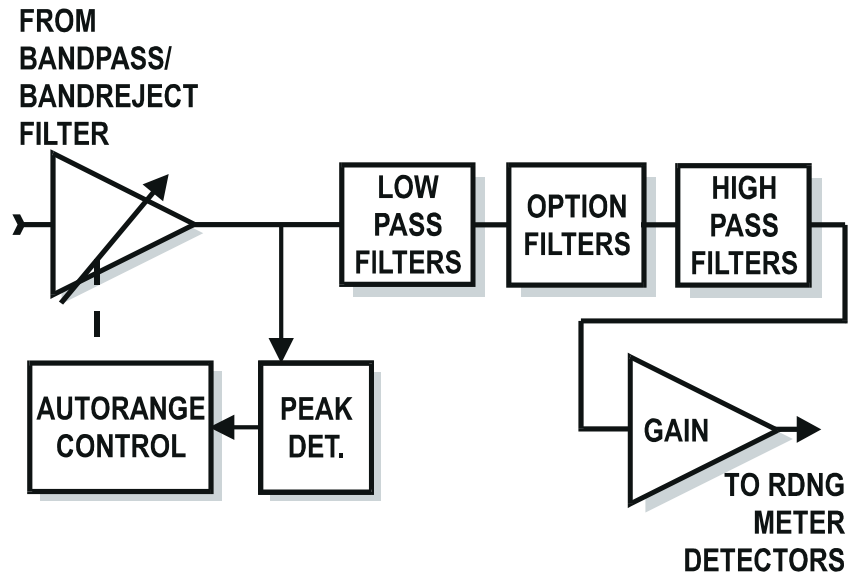 FROM
BANDPASS/
BANDREJECT
FILTER
LOW
PASS
FILTERS
OPTION
FILTERS
HIGH
PASS
FILTERS
AUTORANGE
CONTROL
PEAK
DET.
GAIN
TO RDNG
METER
DETECTORS